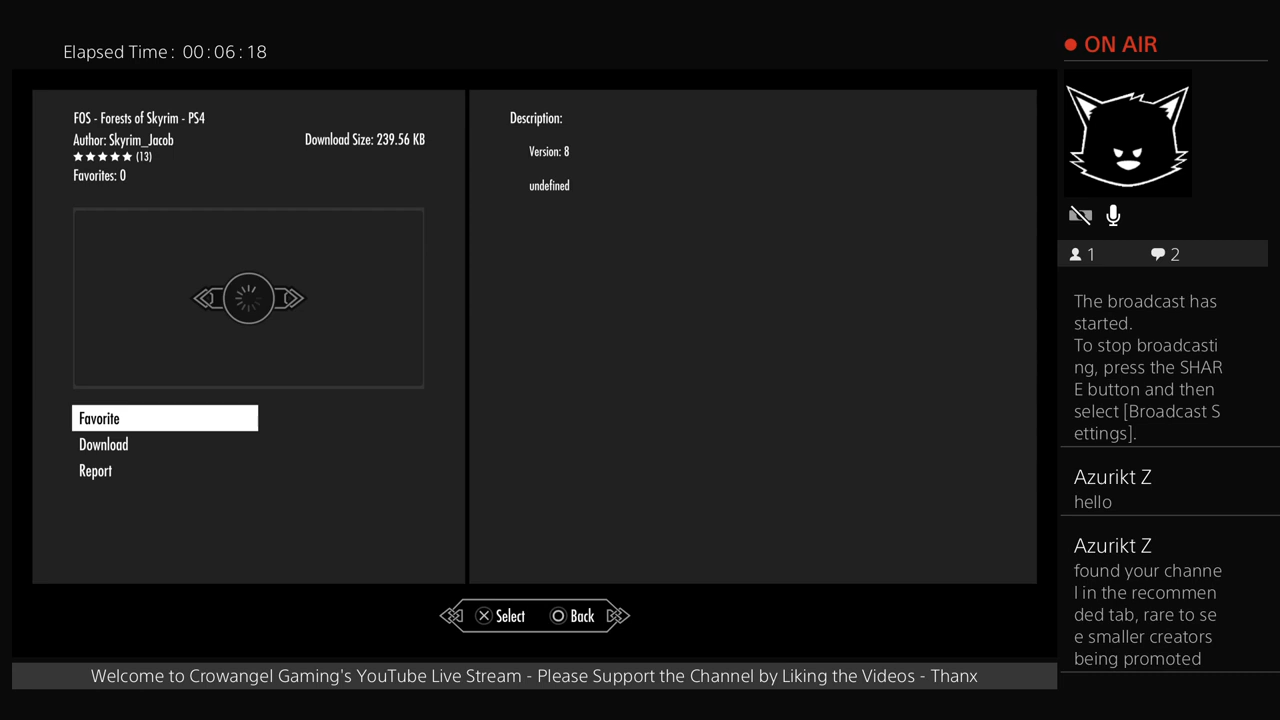 Elapsed Time: 00:06:18
ON AIR
FOS - Forests of Skyrim - PS4
Author: Skyrim_Jacob
Download Size: 239.56 KB
(13)
Favorites: 0
Favorite
Download
Report
Description:
Version: 8
undefined
Select
Back
Welcome to Crowangel Gaming's YouTube Live Stream - Please Support the Channel by Liking the Videos - Thanx
1
2
The broadcast has
started.
To stop broadcasti
ng, press the SHAR
E button and then
select [Broadcast S
ettings].
Azurikt Z
hello
Azurikt Z
found your channe
l in the recommen
ded tab, rare to se
e smaller creators
being promoted